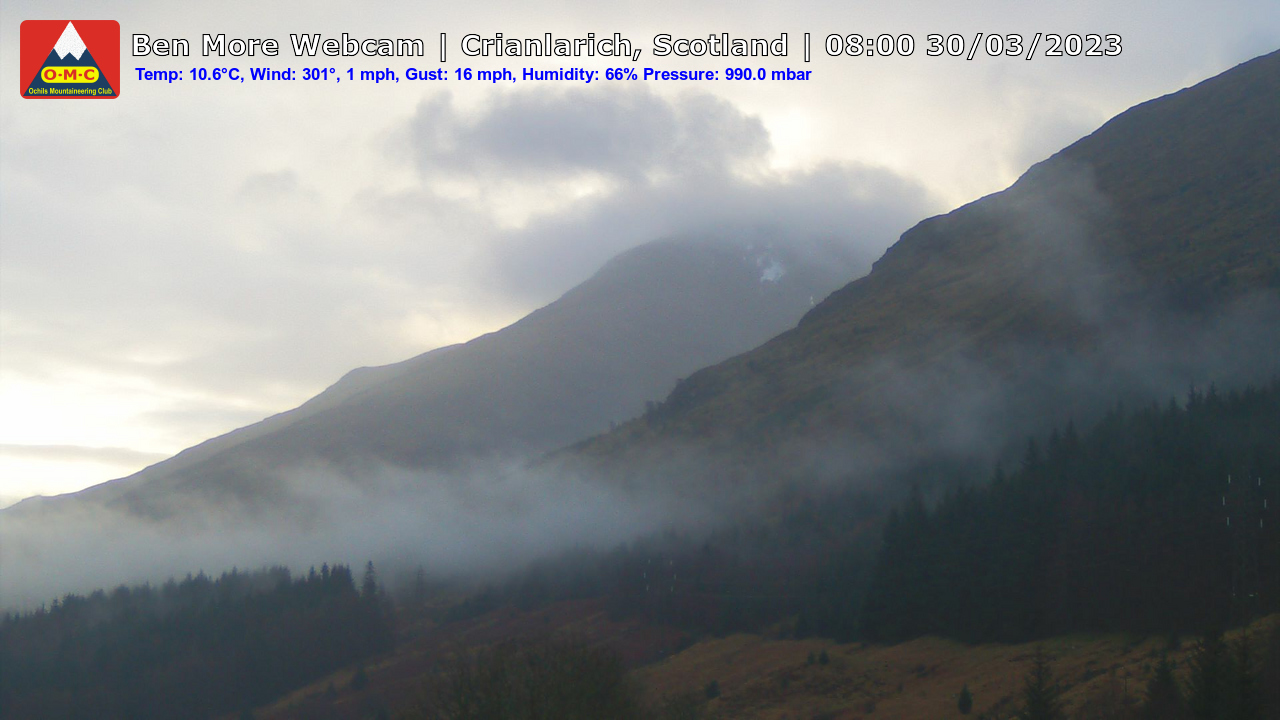 Ben More Webcam | Crianlarich, Scotland | 08:00 30/03/2023
Temp: 10.6°C, Wind: 301°, 1 mph, Gust: 16 mph, Humidity: 66% Pressure: 990.0 mbar
O-M-C
Ochils Mountaineering Club